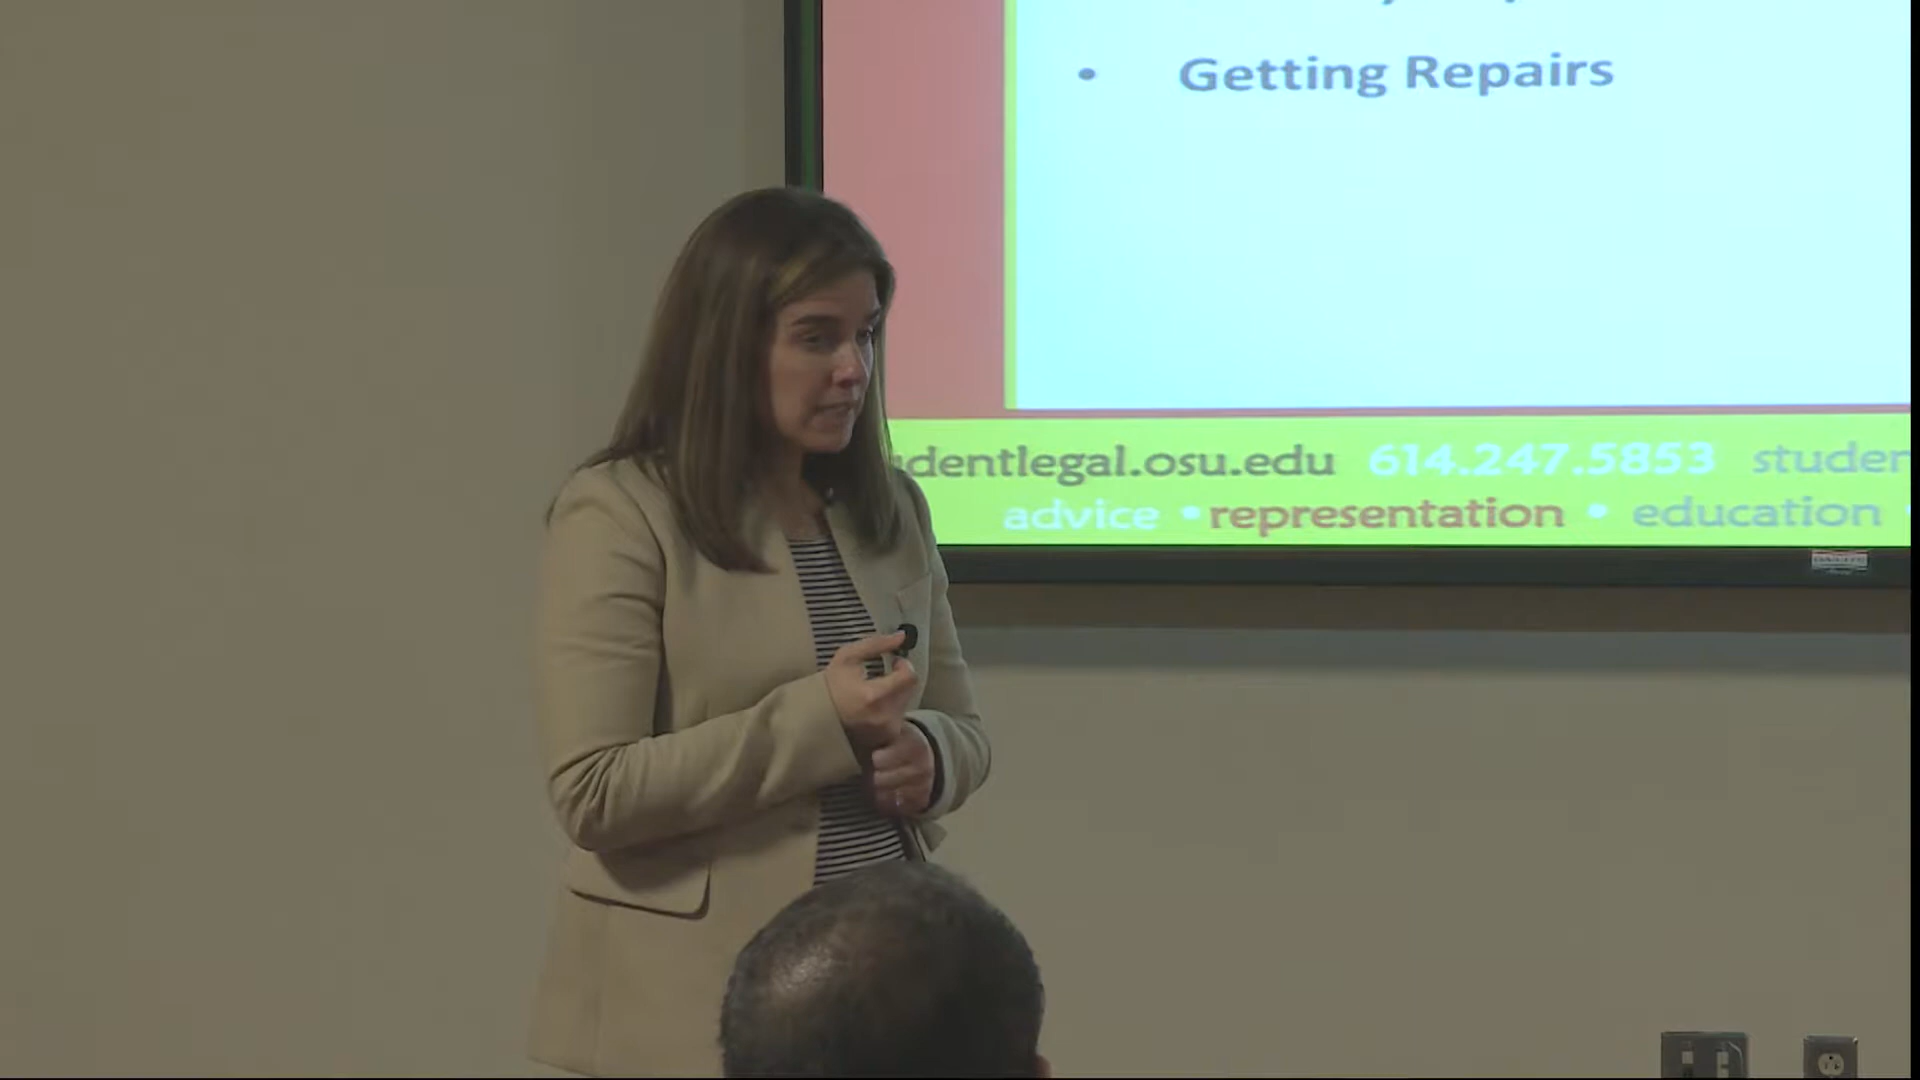 • Getting Repairs
dentlegal.osu.edu 614.247.5853 studen
advice • representation • education •